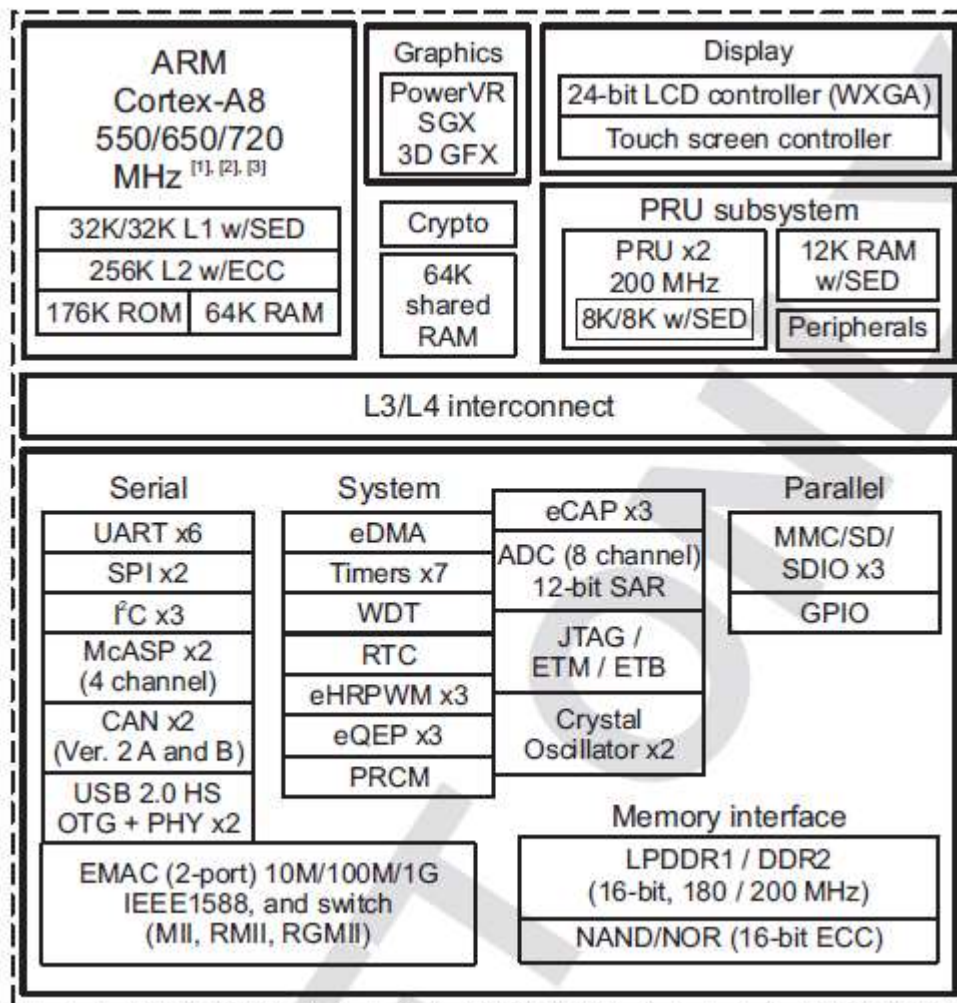 ARM
Cortex-A8
550/650/720
MHz [1], [2], [3]
32K/32K L1 w/SED
256K L2 w/ECC
176K ROM
64K RAM
Graphics
PowerVR
SGX
3D GFX
Crypto
64K
shared
RAM
Display
24-bit LCD controller (WXGA)
Touch screen controller
PRU subsystem
PRU x2
200 MHz
8K/8K w/SED
12K RAM
w/SED
Peripherals
L3/L4 interconnect
Serial
UART x6
SPI x2
I²C x3
McASP x2
(4 channel)
CAN x2
(Ver. 2 A and B)
USB 2.0 HS
OTG + PHY x2
EMAC (2-port) 10M/100M/1G
IEEE1588, and switch
(MII, RMII, RGMII)
System
eDMA
Timers x7
WDT
RTC
eHRPWM x3
eQEP x3
PRCM
eCAP x3
ADC (8 channel)
12-bit SAR
JTAG /
ETM / ETB
Crystal
Oscillator x2
Parallel
MMC/SD/
SDIO x3
GPIO
Memory interface
LPDDR1 / DDR2
(16-bit, 180 / 200 MHz)
NAND/NOR (16-bit ECC)
T ONLY